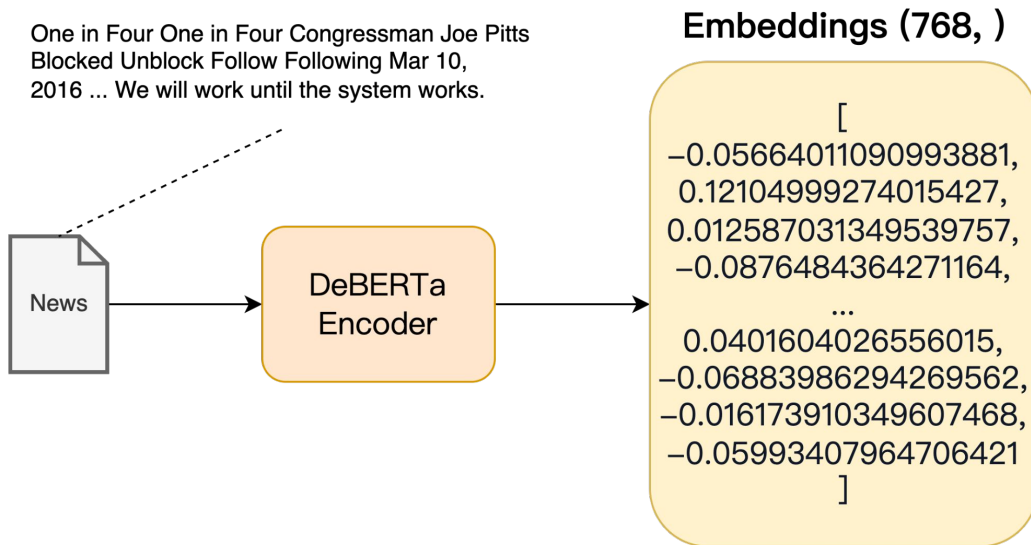 One in Four One in Four Congressman Joe Pitts
Blocked Unblock Follow Following Mar 10,
2016 ... We will work until the system works.
News
DeBERTa
Encoder
Embeddings (768, )
[
−0.05664011090993881,
0.12104999274015427,
0.012587031349539757,
−0.0876484364271164,
...
0.0401604026556015,
−0.06883986294269562,
−0.016173910349607468,
−0.05993407964706421
]